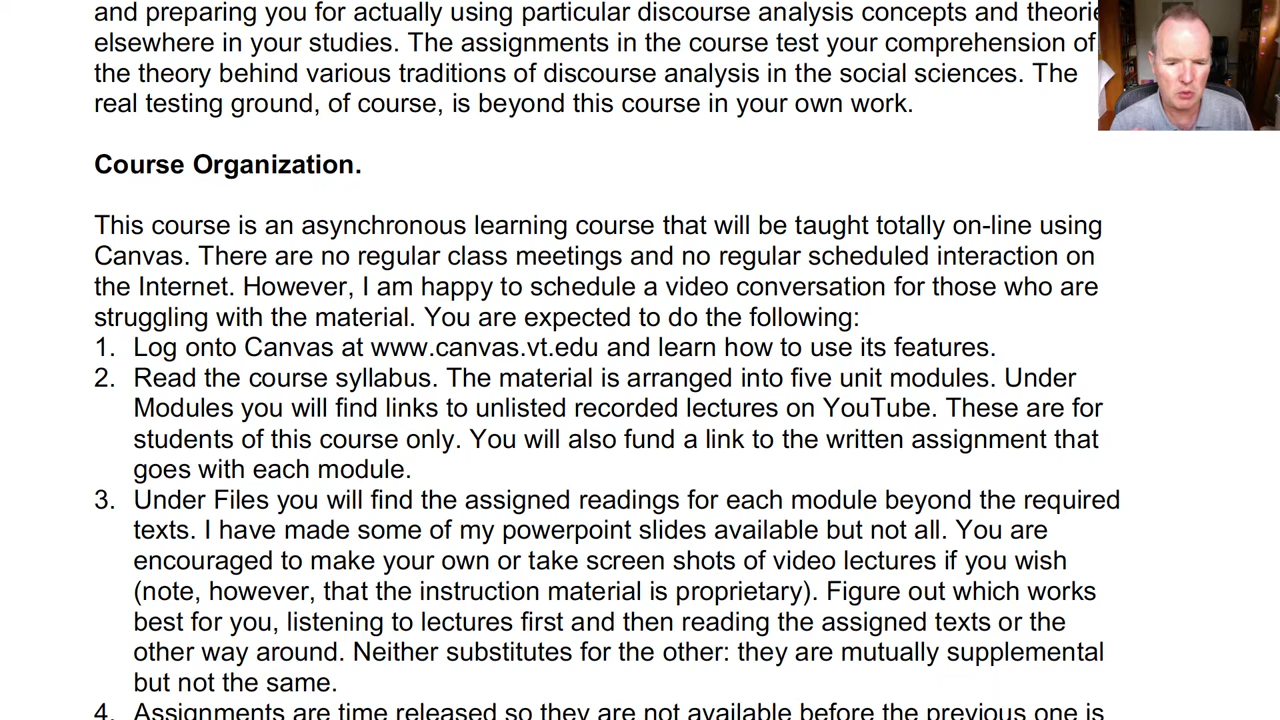 and preparing you for actually using particular discourse analysis concepts and
elsewhere in your studies. The assignments in the course test your comprehension of
the theory behind various traditions of discourse analysis in the social sciences. The
real testing ground, of course, is beyond this course in your own work.
Course Organization.
This course is an asynchronous learning course that will be taught totally on-line using
Canvas. There are no regular class meetings and no regular scheduled interaction on
the Internet. However, I am happy to schedule a video conversation for those who are
struggling with the material. You are expected to do the following:
1. Log onto Canvas at www.canvas.vt.edu and learn how to use its features.
2. Read the course syllabus. The material is arranged into five unit modules. Under
Modules you will find links to unlisted recorded lectures on YouTube. These are for
students of this course only. You will also fund a link to the written assignment that
goes with each module.
3. Under Files you will find the assigned readings for each module beyond the required
texts. I have made some of my powerpoint slides available but not all. You are
encouraged to make your own or take screen shots of video lectures if you wish
(note, however, that the instruction material is proprietary). Figure out which works
best for you, listening to lectures first and then reading the assigned texts or the
other way around. Neither substitutes for the other: they are mutually supplemental
but not the same.
4. Assignments are time released so they are not available before the previous one is